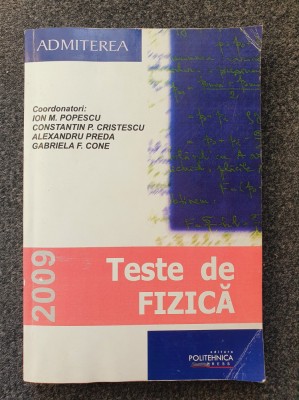 ADMITEREA
Coordonatori:
ION M. POPESCU
CONSTANTIN P. CRISTESCU
ALEXANDRU PREDA
GABRIELA F. CONE
2009
Teste de
FIZICĂ
editura
POLITEHNICA
PRESS